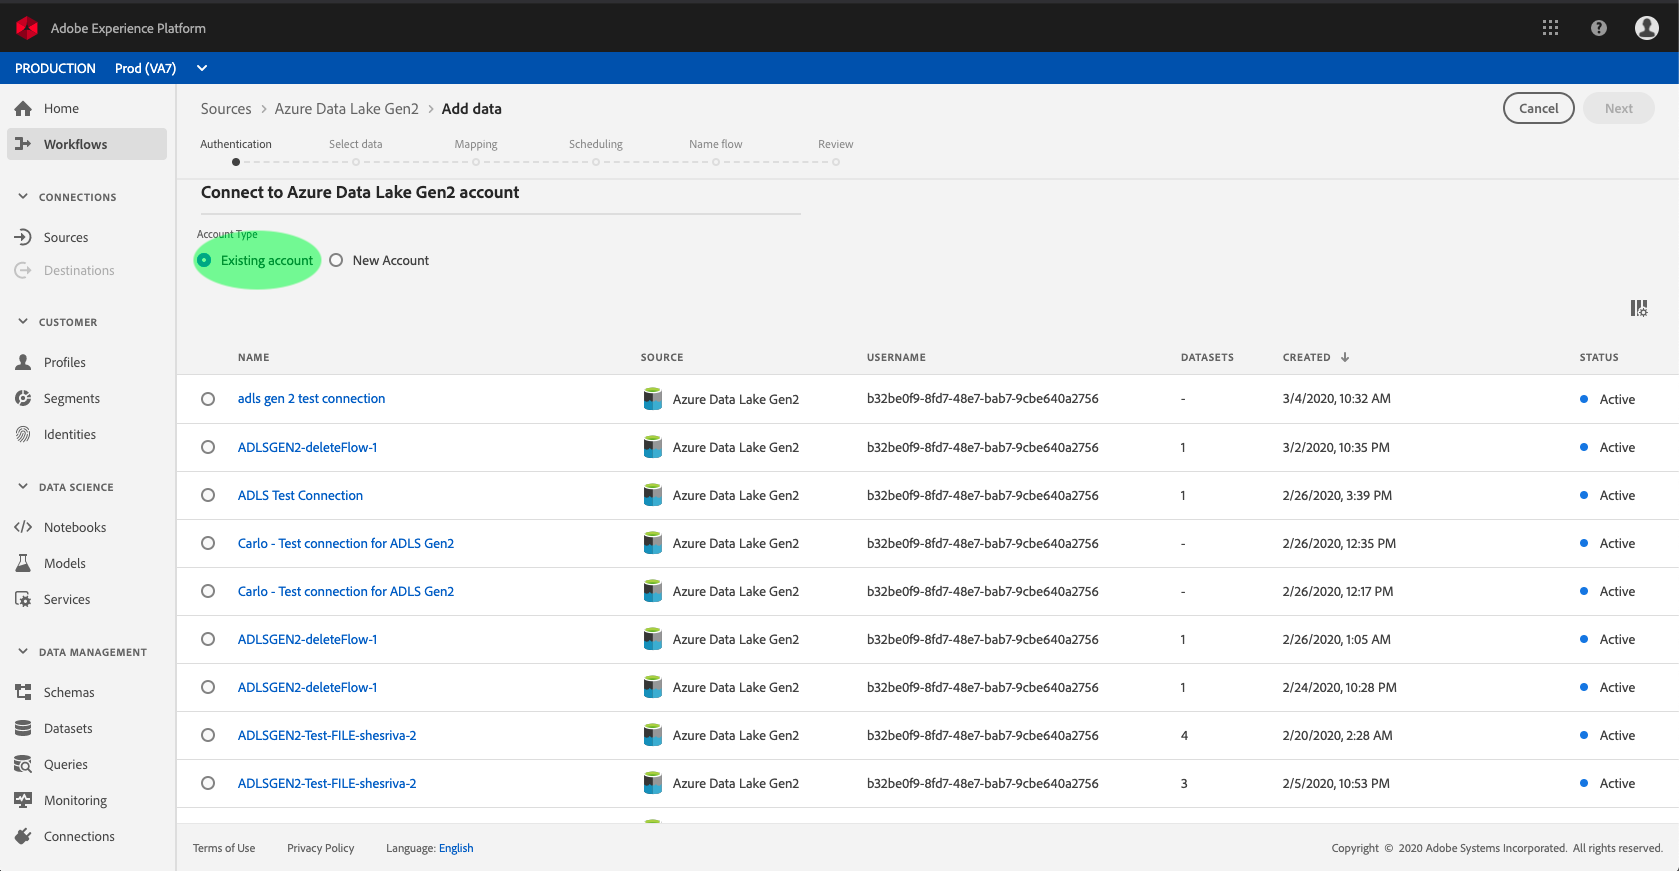 Adobe Experience Platform
PRODUCTION Prod (VA7)
Home
Workflows
CONNECTIONS
Sources
Destinations
CUSTOMER
Profiles
Segments
Identities
DATA SCIENCE
Notebooks
Models
Services
DATA MANAGEMENT
Schemas
Datasets
Queries
Monitoring
Connections
Sources > Azure Data Lake Gen2 > Add data
Cancel Next
Authentication Select data Mapping Scheduling Name flow Review
Connect to Azure Data Lake Gen2 account
Account Type
Existing account New Account
NAME SOURCE USERNAME DATASETS CREATED ↓ STATUS
adls gen 2 test connection Azure Data Lake Gen2 b32be0f9-8fd7-48e7-bab7-9cbe640a2756 - 3/4/2020, 10:32 AM Active
ADLSGEN2-deleteFlow-1 Azure Data Lake Gen2 b32be0f9-8fd7-48e7-bab7-9cbe640a2756 1 3/2/2020, 10:35 PM Active
ADLS Test Connection Azure Data Lake Gen2 b32be0f9-8fd7-48e7-bab7-9cbe640a2756 1 2/26/2020, 3:39 PM Active
Carlo - Test connection for ADLS Gen2 Azure Data Lake Gen2 b32be0f9-8fd7-48e7-bab7-9cbe640a2756 - 2/26/2020, 12:35 PM Active
Carlo - Test connection for ADLS Gen2 Azure Data Lake Gen2 b32be0f9-8fd7-48e7-bab7-9cbe640a2756 - 2/26/2020, 12:17 PM Active
ADLSGEN2-deleteFlow-1 Azure Data Lake Gen2 b32be0f9-8fd7-48e7-bab7-9cbe640a2756 1 2/26/2020, 1:05 AM Active
ADLSGEN2-deleteFlow-1 Azure Data Lake Gen2 b32be0f9-8fd7-48e7-bab7-9cbe640a2756 1 2/24/2020, 10:28 PM Active
ADLSGEN2-Test-FILE-shesriva-2 Azure Data Lake Gen2 b32be0f9-8fd7-48e7-bab7-9cbe640a2756 4 2/20/2020, 2:28 AM Active
ADLSGEN2-Test-FILE-shesriva-2 Azure Data Lake Gen2 b32be0f9-8fd7-48e7-bab7-9cbe640a2756 3 2/5/2020, 10:53 PM Active
Terms of Use Privacy Policy Language: English Copyright © 2020 Adobe Systems Incorporated. All rights reserved.